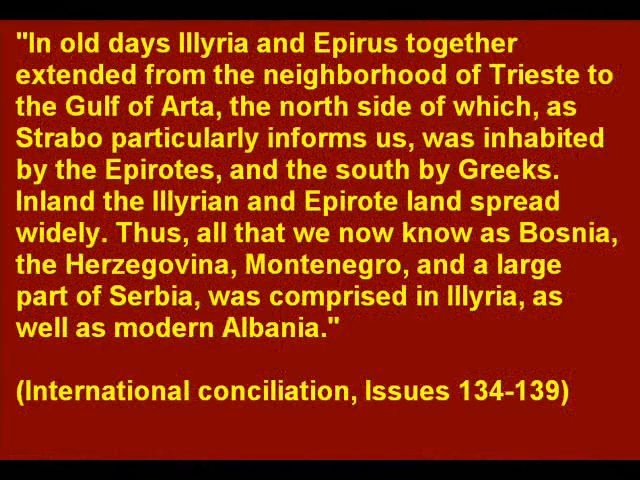 "In old days Illyria and Epirus together
extended from the neighborhood of Trieste to
the Gulf of Arta, the north side of which, as
Strabo particularly informs us, was inhabited
by the Epirotes, and the south by Greeks.
Inland the Illyrian and Epirote land spread
widely. Thus, all that we now know as Bosnia,
the Herzegovina, Montenegro, and a large
part of Serbia, was comprised in Illyria, as
well as modern Albania."
(International conciliation, Issues 134-139)